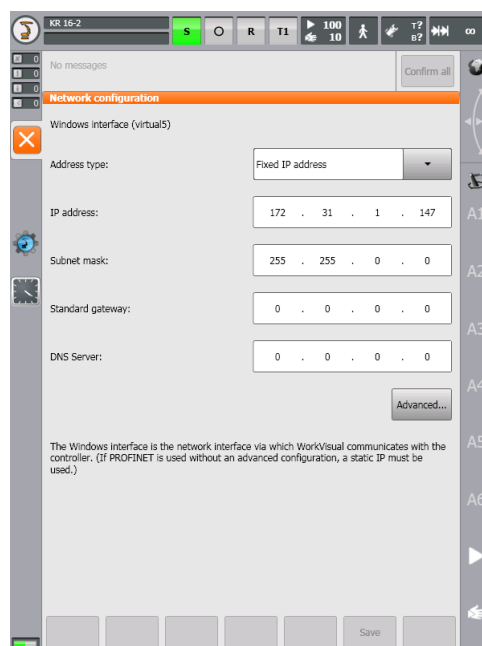 KR 16-2
S O R T1 100 10 T? B?
∞
0
0
0
0
No messages
Confirm all
Network configuration
Windows interface (virtual5)
Address type: Fixed IP address
IP address: 172 . 31 . 1 . 147
Subnet mask: 255 . 255 . 0 . 0
Standard gateway: 0 . 0 . 0 . 0
DNS Server: 0 . 0 . 0 . 0
Advanced...
The Windows interface is the network interface via which WorkVisual communicates with the
controller. (If PROFINET is used without an advanced configuration, a static IP must be
used.)
A1
A2
A3
A4
A5
A6
Save